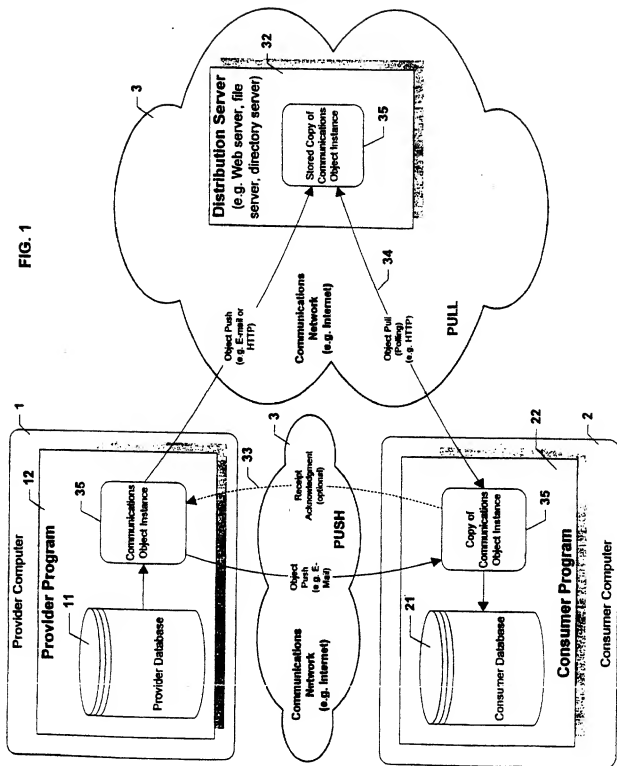 FIG. 1
Provider Computer
1
Provider Program
12
11
Provider Database
35
Communications
Object Instance
Object Push
(e.g. E-mail or
HTTP)
3
Distribution Server
(e.g. Web server, file
server, directory server)
32
Stored Copy of
Communications
Object Instance
35
Communications
Network
(e.g. Internet)
34
Object Pull
(Polling)
(e.g. HTTP)
PULL
3
33
Receipt
Acknowledgment
(optional)
PUSH
Object
Push
(e.g. E-
Mail)
Communications
Network
(e.g. Internet)
22
2
Copy of
Communications
Object Instance
35
21
Consumer Database
Consumer Program
Consumer Computer